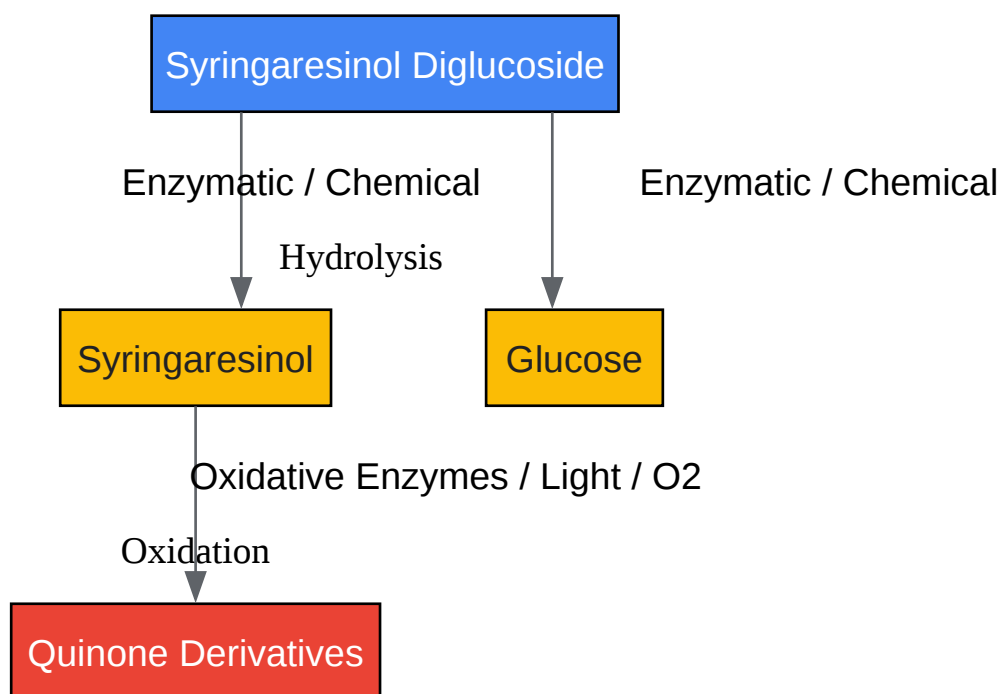 Syringaresinol Diglucoside
Enzymatic / Chemical
Enzymatic / Chemical
Hydrolysis
Syringaresinol
Glucose
Oxidative Enzymes / Light / O2
Oxidation
Quinone Derivatives